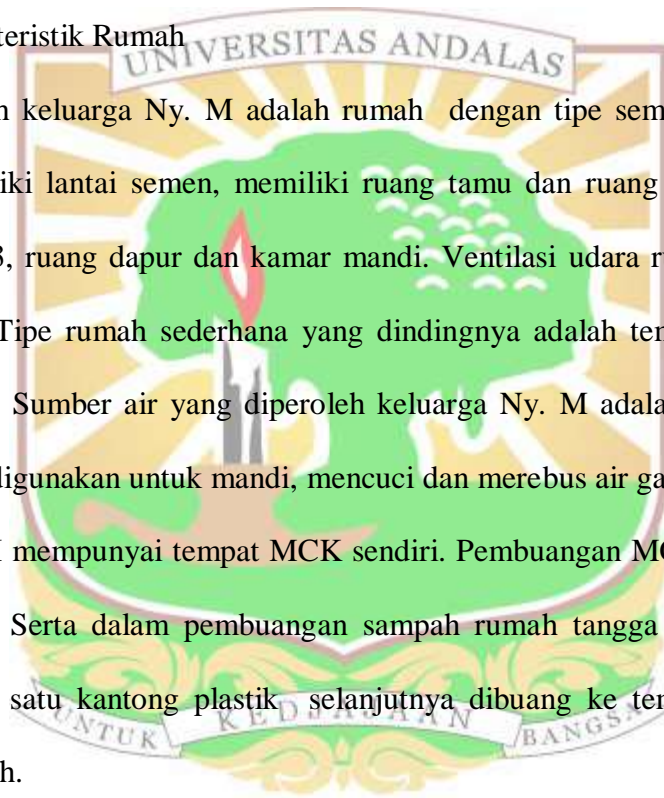 teristik Rumah
UNIVERSITAS ANDALAS
keluarga Ny. M adalah rumah dengan tipe sem
iki lantai semen, memiliki ruang tamu dan ruang
3, ruang dapur dan kamar mandi. Ventilasi udara r
Tipe rumah sederhana yang dindingnya adalah ter
Sumber air yang diperoleh keluarga Ny. M adala
digunakan untuk mandi, mencuci dan merebus air ga
mempunyai tempat MCK sendiri. Pembuangan MC
Serta dalam pembuangan sampah rumah tangga
satu kantong plastik selanjutnya dibuang ke ter
UNTUK KEDJAJAAN BANGSA
h.